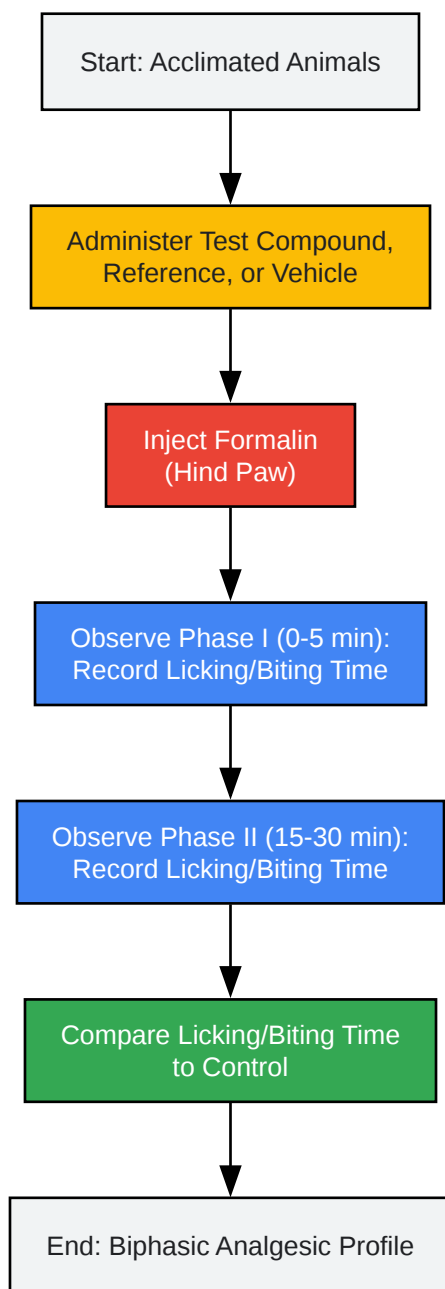 Start: Acclimated Animals
Administer Test Compound,
Reference, or Vehicle
Inject Formalin
(Hind Paw)
Observe Phase I (0-5 min):
Record Licking/Biting Time
Observe Phase II (15-30 min):
Record Licking/Biting Time
Compare Licking/Biting Time
to Control
End: Biphasic Analgesic Profile